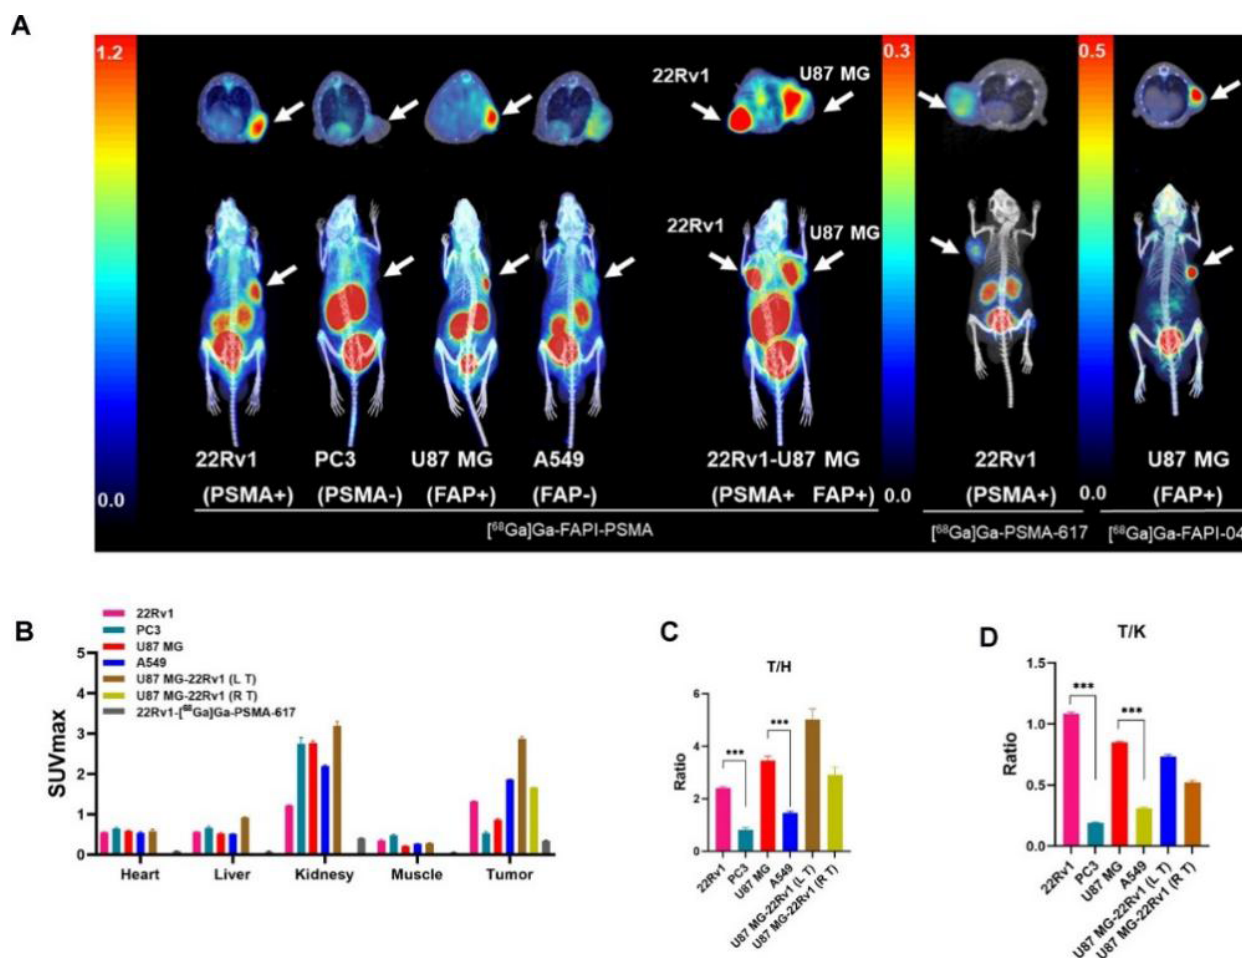 A
1.2
0.3
0.5
22Rv1
U87 MG
22Rv1
U87 MG
0.0
0.0
0.0
22Rv1
PC3
U87 MG
A549
22Rv1-U87 MG
22Rv1
U87 MG
(PSMA+)
(PSMA-)
(FAP+)
(FAP-)
(PSMA+ FAP+)
(PSMA+)
(FAP+)
[⁶⁸Ga]Ga-FAPI-PSMA
[⁶⁸Ga]Ga-PSMA-617
[⁶⁸Ga]Ga-FAPI-04
B
22Rv1
PC3
U87 MG
A549
U87 MG-22Rv1 (L T)
U87 MG-22Rv1 (R T)
22Rv1-[⁶⁸Ga]Ga-PSMA-617
SUVmax
5
4
3
2
1
0
Heart
Liver
Kidnesy
Muscle
Tumor
C
T/H
Ratio
6
4
2
0
***
***
22Rv1
PC3
U87 MG
A549
U87 MG-22Rv1 (L T)
U87 MG-22Rv1 (R T)
D
T/K
Ratio
1.5
1.0
0.5
0.0
***
***
22Rv1
PC3
U87 MG
A549
U87 MG-22Rv1 (L T)
U87 MG-22Rv1 (R T)